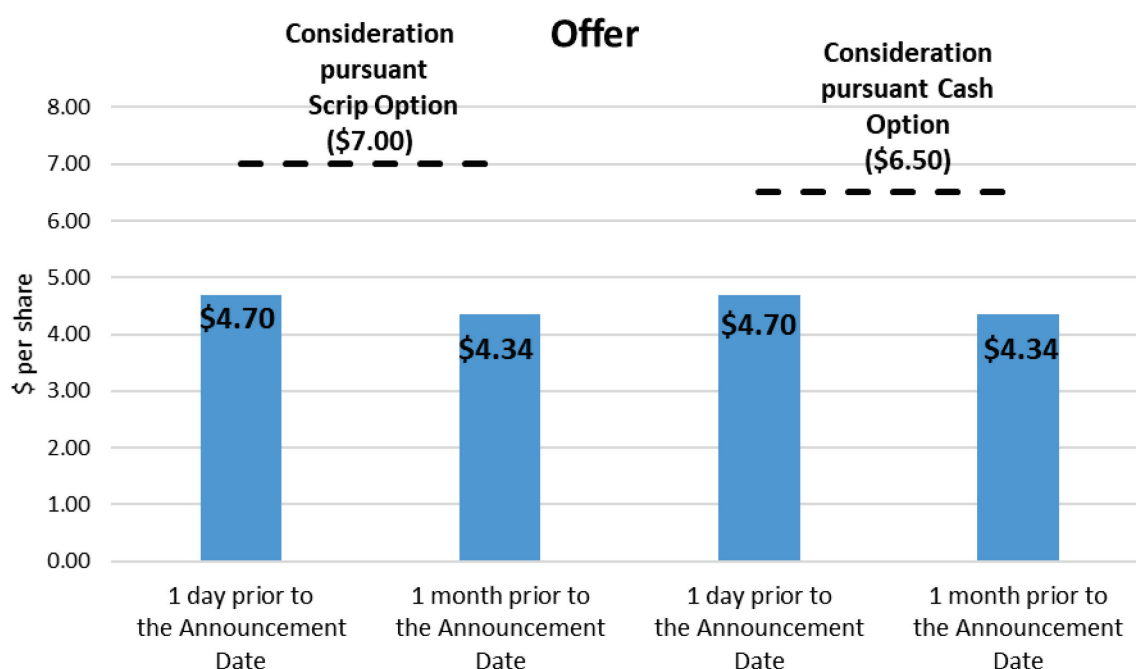 Offer
Consideration
pursuant
Scrip Option
($7.00)
Consideration
pursuant Cash
Option
($6.50)
$ per share
8.00
7.00
6.00
5.00
4.00
3.00
2.00
1.00
0.00
$4.70
$4.34
$4.70
$4.34
1 day prior to
the Announcement
Date
1 month prior to
the Announcement
Date
1 day prior to
the Announcement
Date
1 month prior to
the Announcement
Date